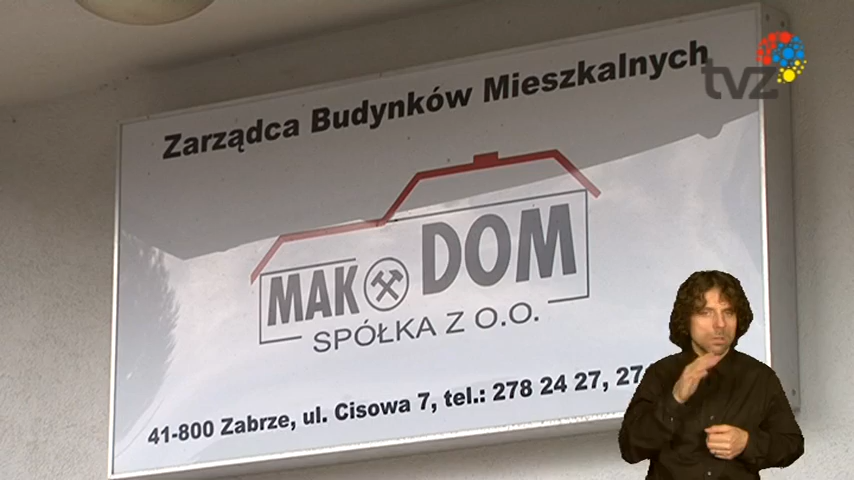 tvz
Zarządca Budynków Mieszkalnych
MAK DOM
SPÓŁKA Z O.O.
41-800 Zabrze, ul. Cisowa 7, tel.: 278 24 27,